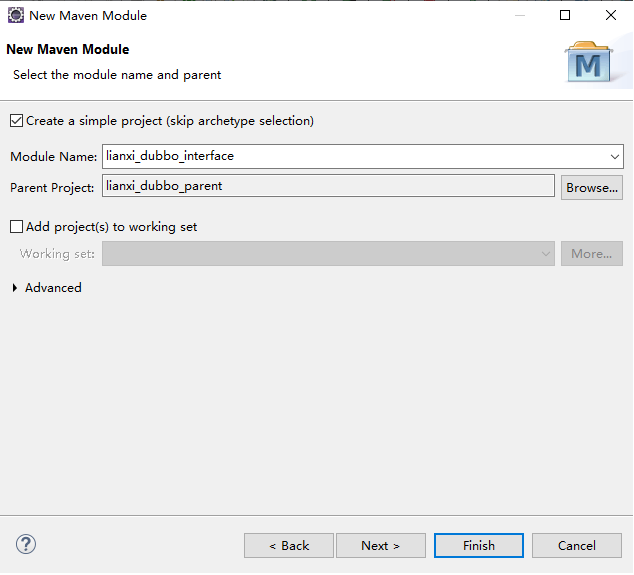 New Maven Module
New Maven Module
Select the module name and parent
M
Create a simple project (skip archetype selection)
Module Name: lianxi_dubbo_interface
Parent Project: lianxi_dubbo_parent Browse...
Add project(s) to working set
Working set: More...
Advanced
? < Back Next > Finish Cancel